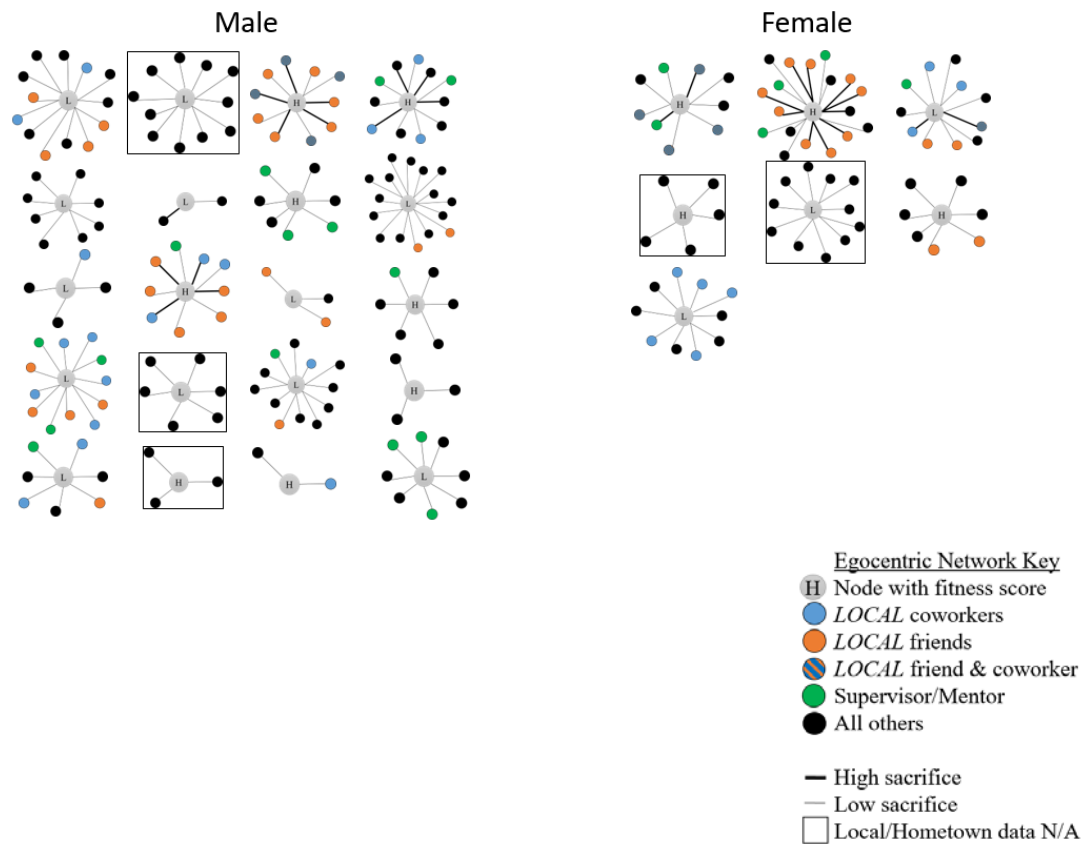 Male Female
L L H H H H L
L L H L H L H
L H L H L
L L L H
L H H L
Egocentric Network Key
H Node with fitness score
LOCAL coworkers
LOCAL friends
LOCAL friend & coworker
Supervisor/Mentor
All others
High sacrifice
Low sacrifice
Local/Hometown data N/A